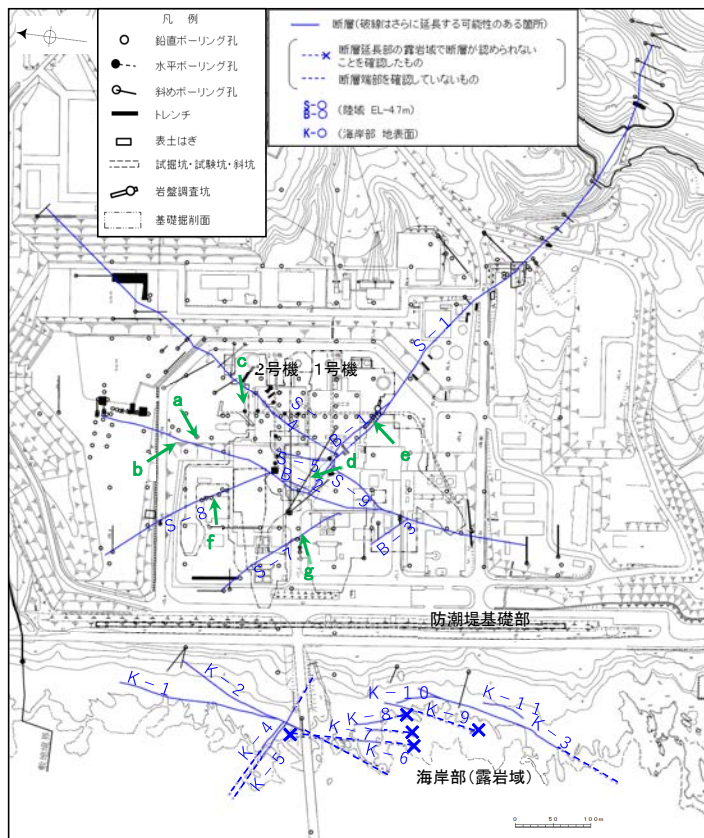 凡 例
鉛直ボーリング孔
水平ボーリング孔
斜めボーリング孔
トレンチ
表土はぎ
試掘坑・試験坑・斜坑
岩盤調査坑
基礎掘削面
断層(破線はさらに延長する可能性のある箇所)
断層延長部の露岩域で断層が認められない
ことを確認したもの
断層端部を確認していないもの
S-○ (陸域 EL-4.7m)
B-○
K-○ (海岸部 地表面)
S-1
2号機
1号機
c
a
b
S-4
B-1
e
S-5
d
B-2
S-9
S-8
f
B-3
S-7
g
防潮堤基礎部
K-1
K-2
K-10
K-11
K-8
K-9
K-4
K-7
K-3
K-5
K-6
海岸部(露岩域)
0
100m